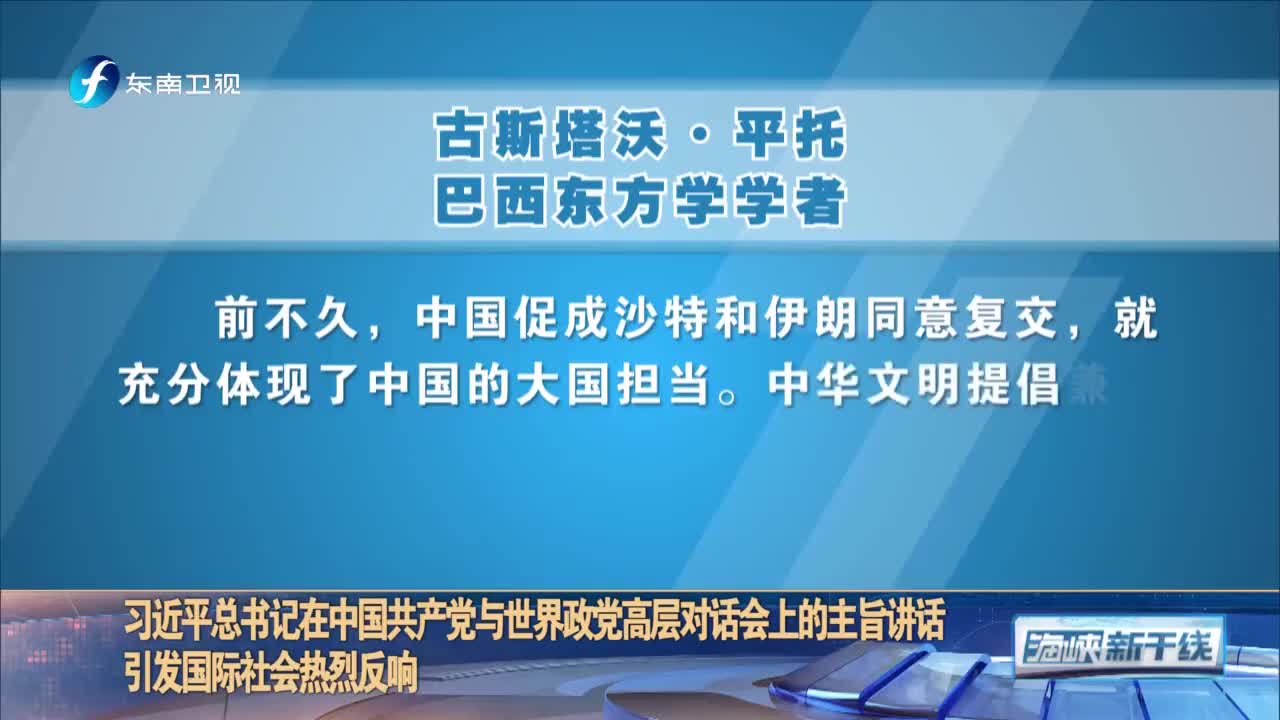 东南卫视
古斯塔沃·平托
巴西东方学学者
前不久，中国促成沙特和伊朗同意复交，就
充分体现了中国的大国担当。中华文明提倡兼
习近平总书记在中国共产党与世界政党高层对话会上的主旨讲话
引发国际社会热烈反响
海峡新干线